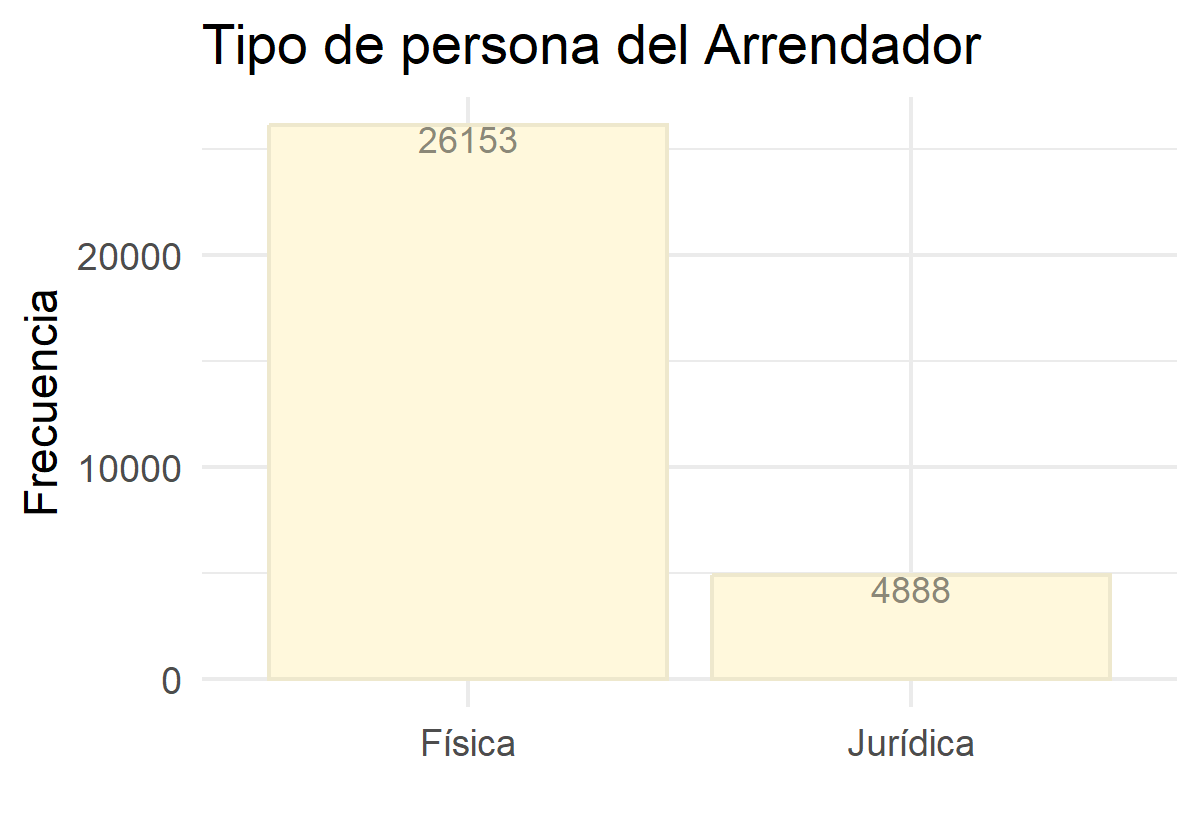 Tipo de persona del Arrendador
26153
20000
Frecuencia
10000
4888
0
Física
Jurídica